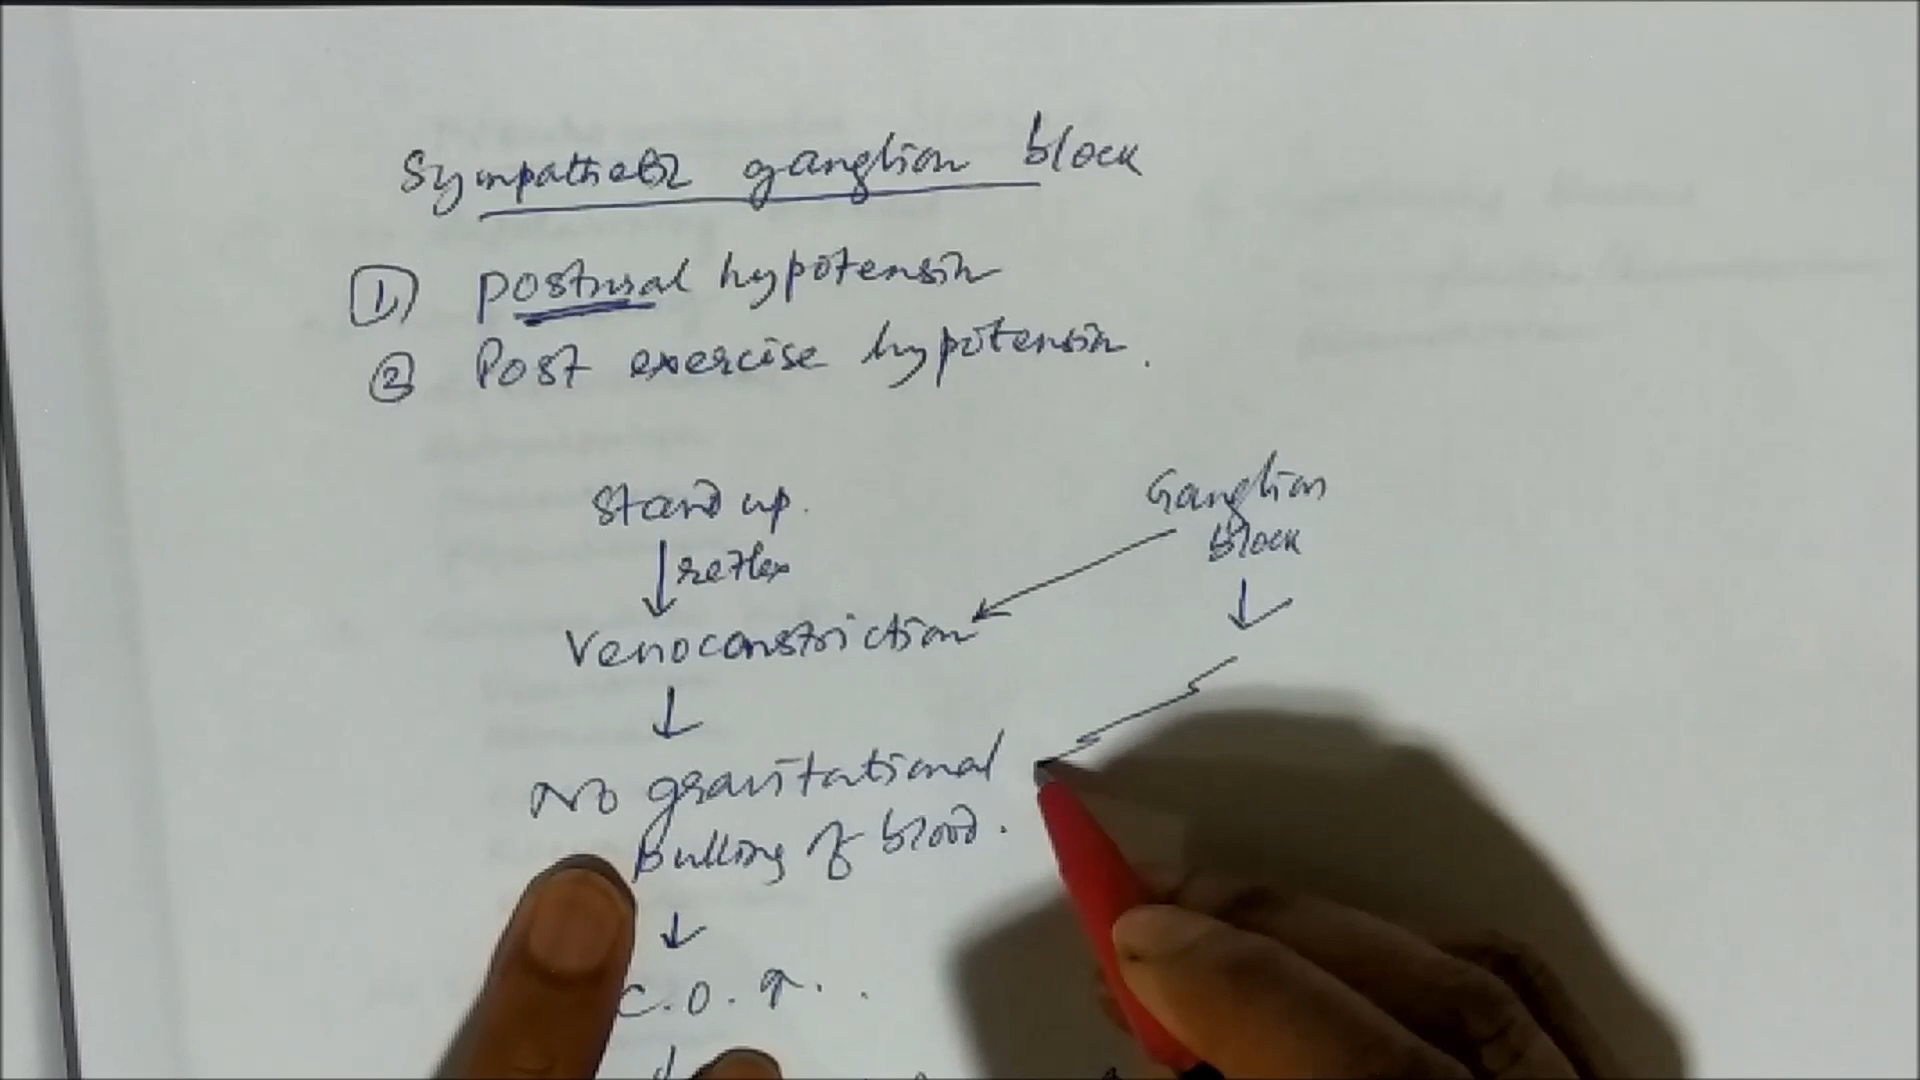 Sympathetic ganglion block
① Postural hypotension
② Post exercise hypotension.
Stand up.
Ganglion
block
reflex
Venoconstriction
No gravitational
pulling of blood.
C.O. ↑ . .